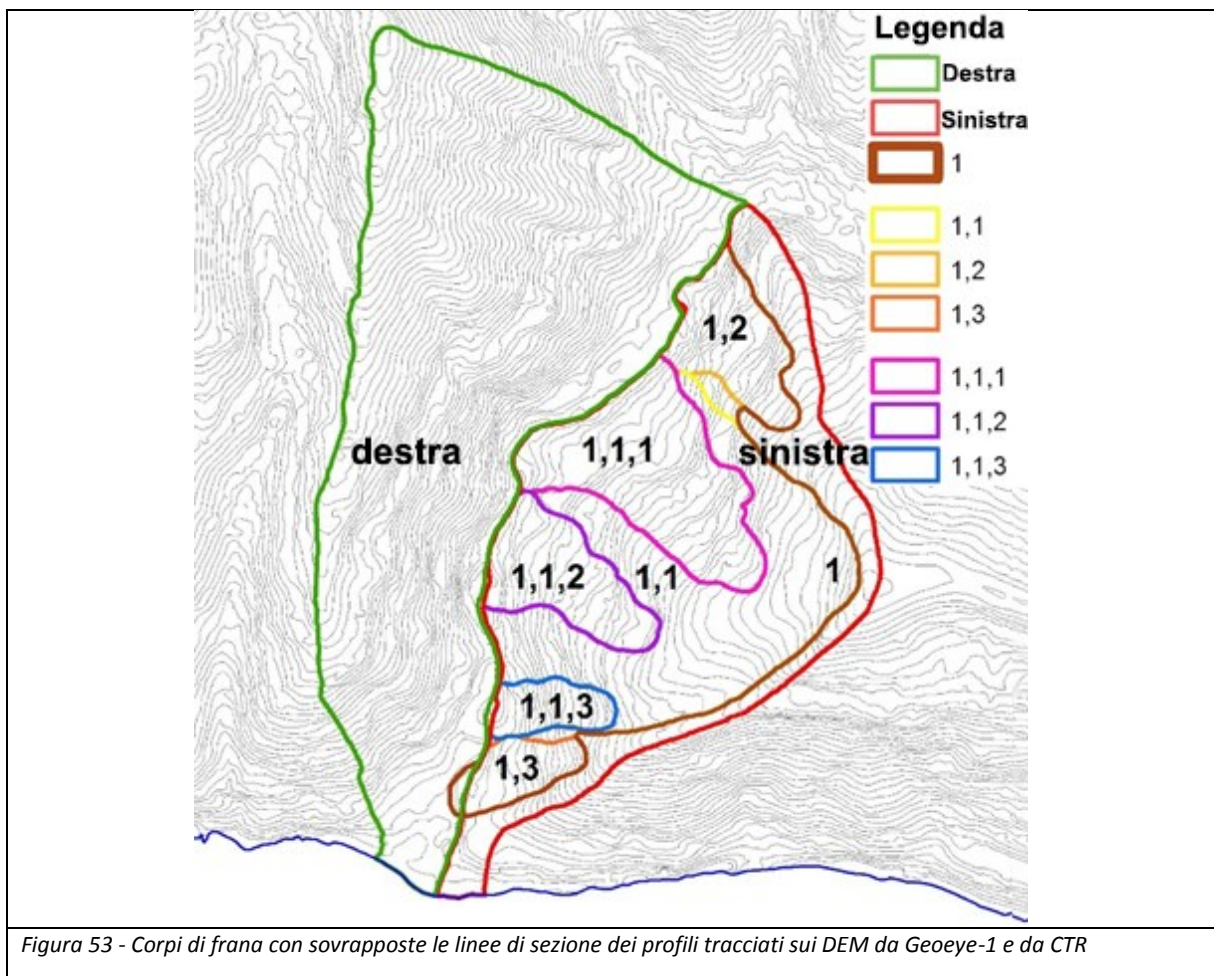 Legenda
Destra
Sinistra
1
1,1
1,2
1,3
1,1,1
1,1,2
1,1,3
1,2
destra
1,1,1
sinistra
1,1,2
1,1
1
1,1,3
1,3
Figura 53 - Corpi di frana con sovrapposte le linee di sezione dei profili tracciati sui DEM da Geoeye-1 e da CTR